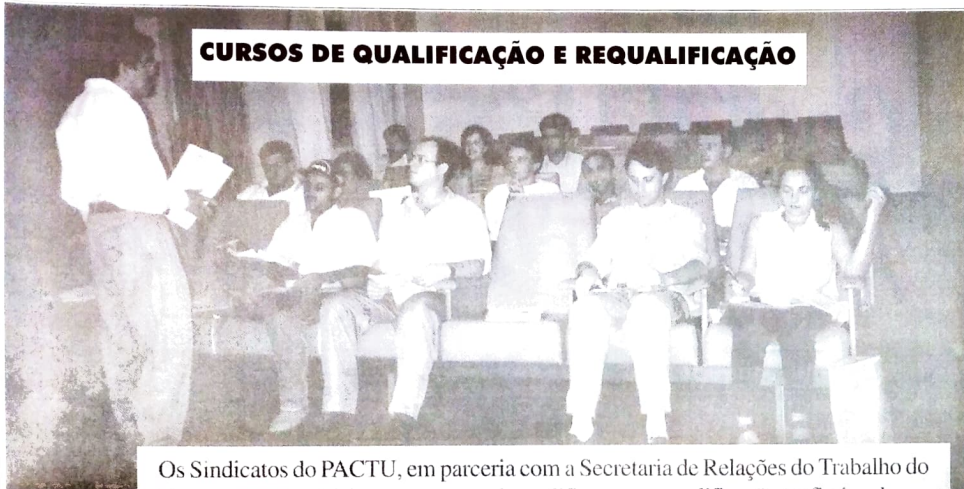 CURSOS DE QUALIFICAÇÃO E REQUALIFICAÇÃO
Os Sindicatos do PACTU, em parceria com a Secretaria de Relações do Trabalho do